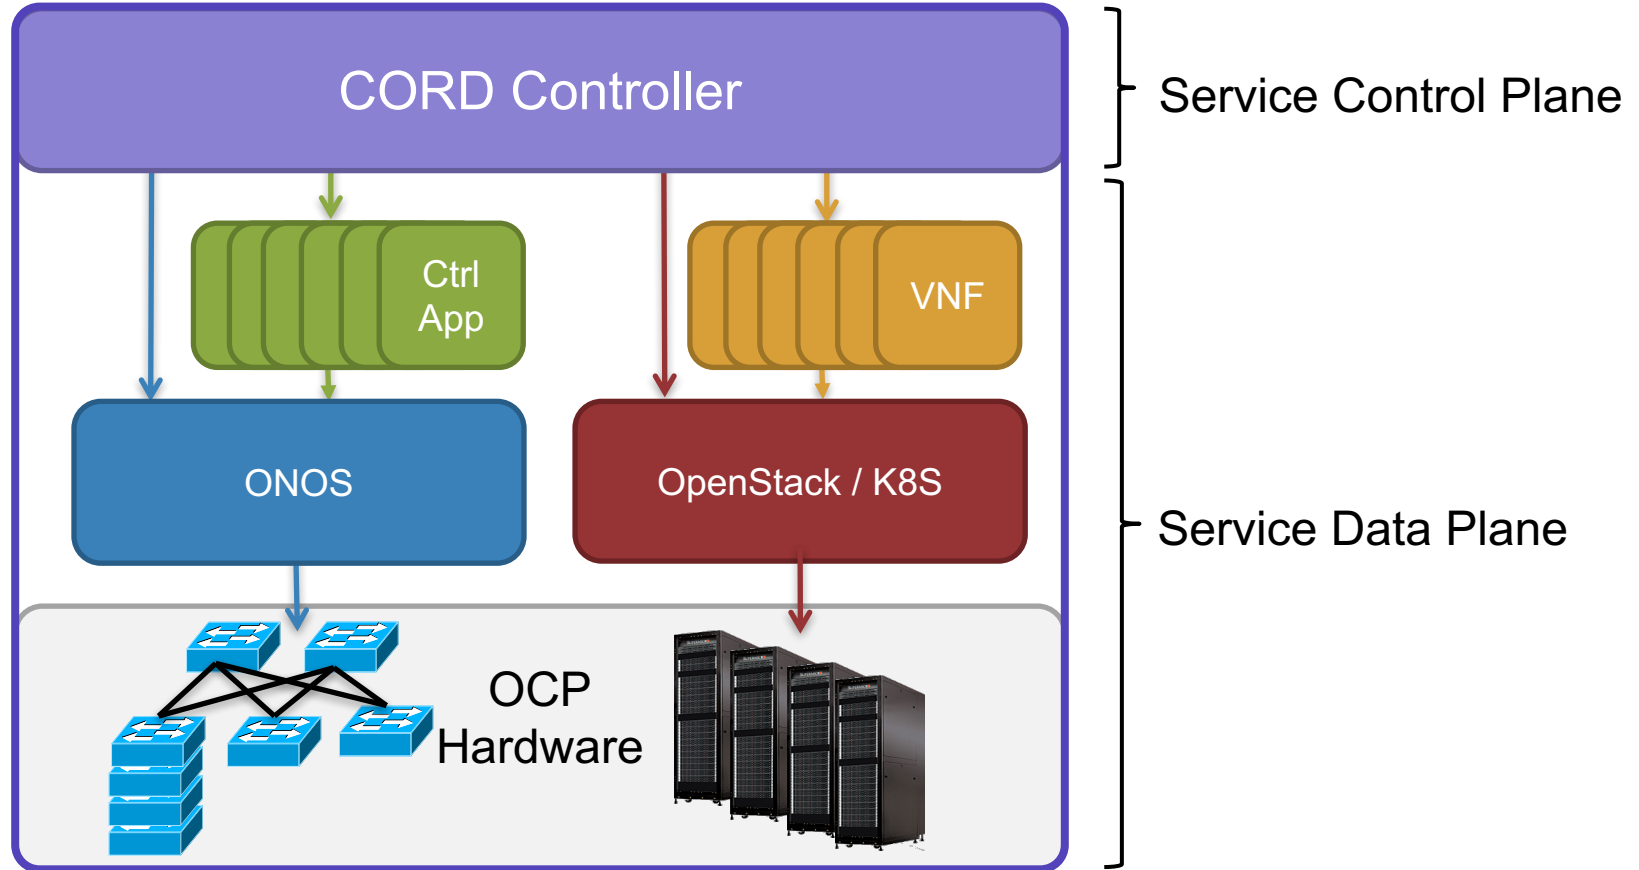 CORD Controller
Service Control Plane
Ctrl
App
VNF
ONOS
OpenStack / K8S
Service Data Plane
OCP
Hardware